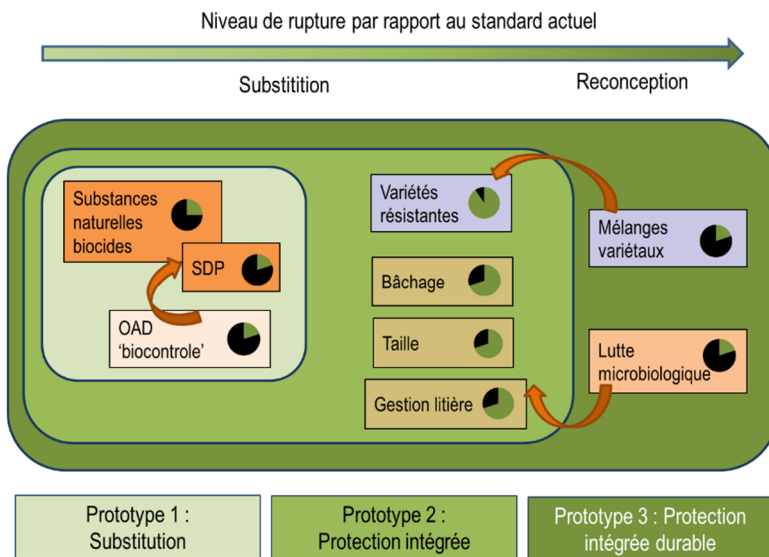 Niveau de rupture par rapport au standard actuel
Substitition
Reconception
Substances
naturelles
biocides
SDP
OAD
‘biocontrole’
Variétés
résistantes
Bâchage
Taille
Gestion litière
Mélanges
variétaux
Lutte
microbiologique
Prototype 1 :
Substitution
Prototype 2 :
Protection intégrée
Prototype 3 : Protection
intégrée durable